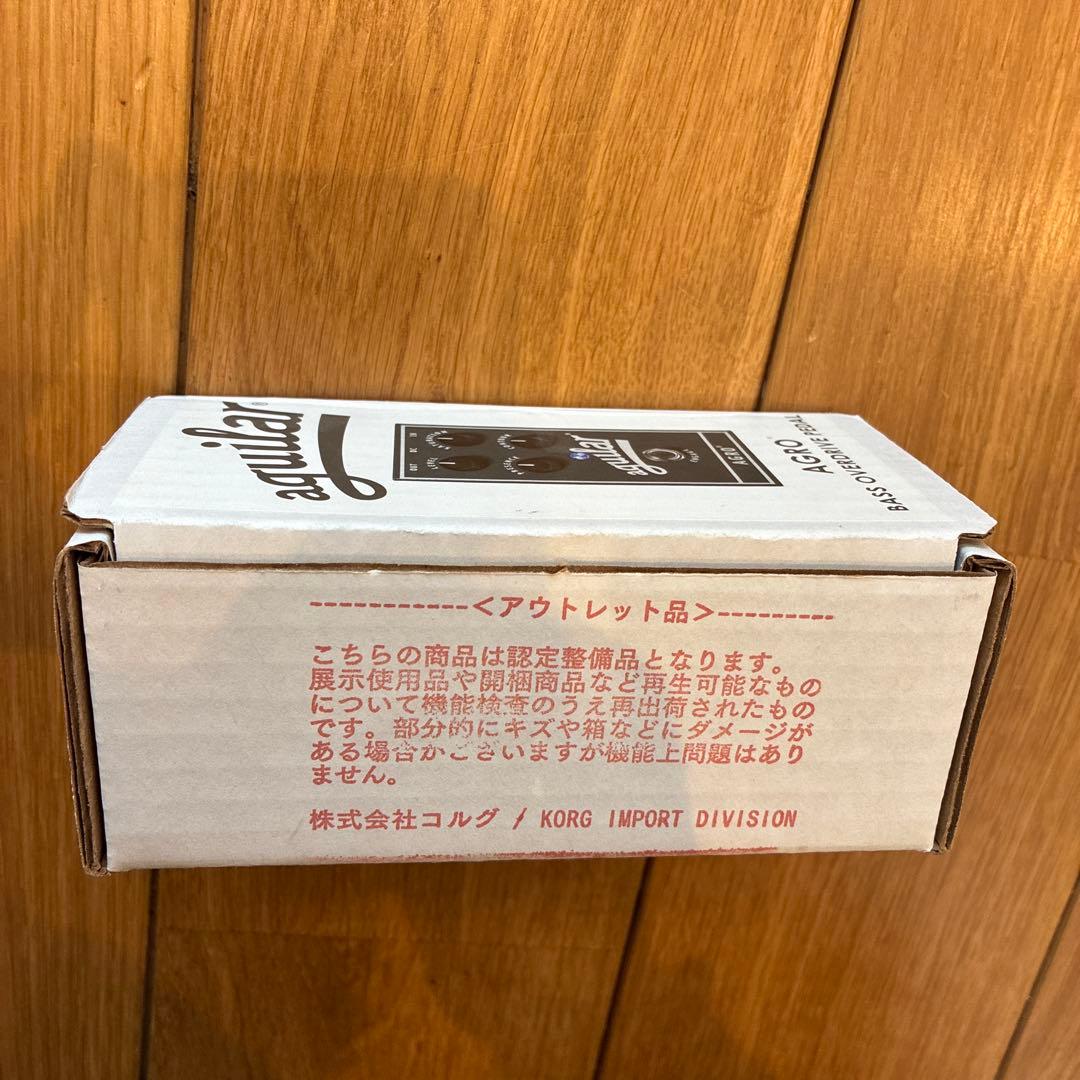 aguilar®
OUT DC IN
aguilar
AGRO
AGRO™
BASS OVERDRIVE PEDAL
-----------<アウトレット品>---------
こちらの商品は認定整備品となります。
展示使用品や開梱商品など再生可能なもの
について機能検査のうえ再出荷されたもの
です。部分的にキズや箱などにダメージが
ある場合がございますが機能上問題はあり
ません。
株式会社コルグ / KORG IMPORT DIVISION